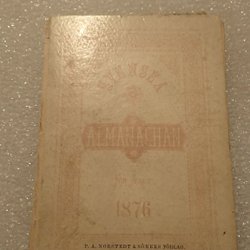 SVENSKA
ALMANACHAN
1876
P. A. NORSTEDT & SÖNERS FÖRLAG.